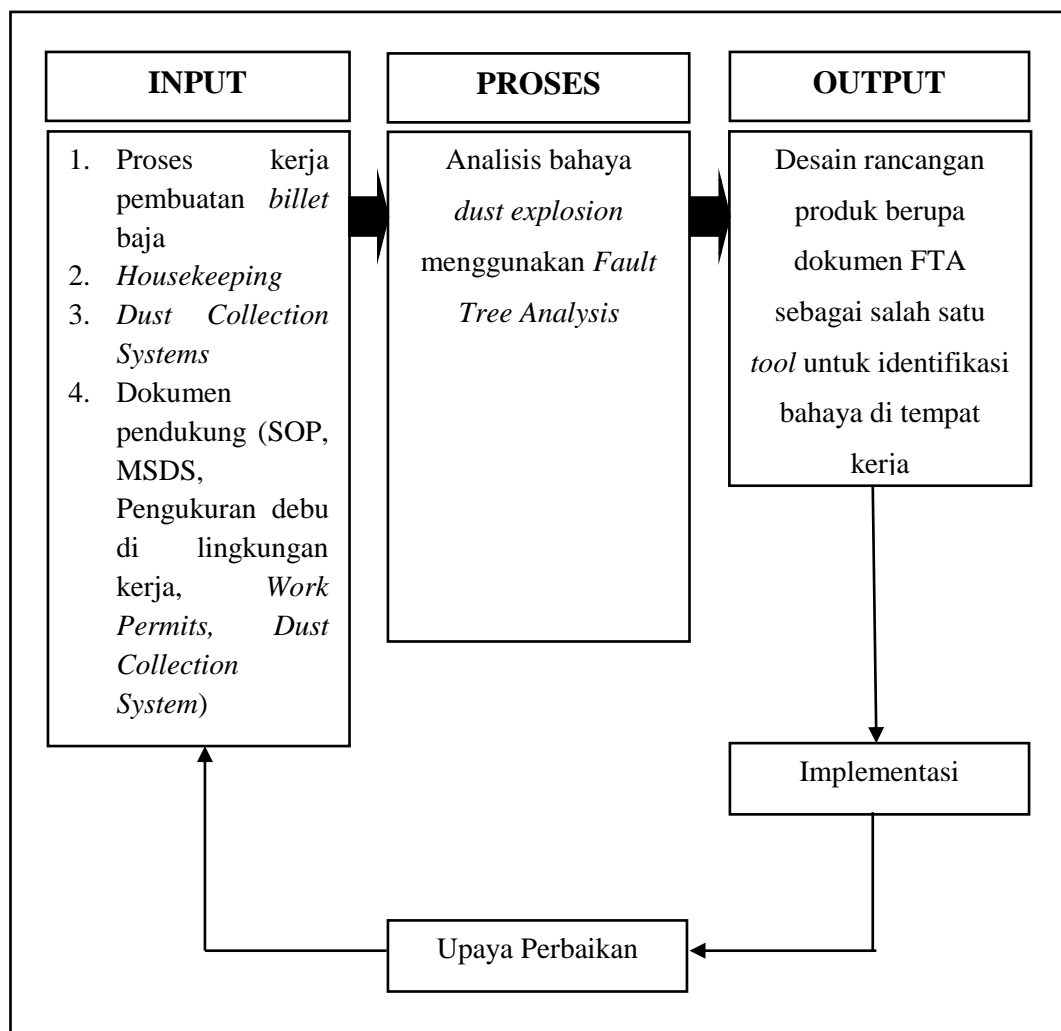 INPUT
1. Proses kerja
pembuatan billet
baja
2. Housekeeping
3. Dust Collection
Systems
4. Dokumen
pendukung (SOP,
MSDS,
Pengukuran debu
di lingkungan
kerja, Work
Permits, Dust
Collection
System)
PROSES
Analisis bahaya
dust explosion
menggunakan Fault
Tree Analysis
OUTPUT
Desain rancangan
produk berupa
dokumen FTA
sebagai salah satu
tool untuk identifikasi
bahaya di tempat
kerja
Implementasi
Upaya Perbaikan